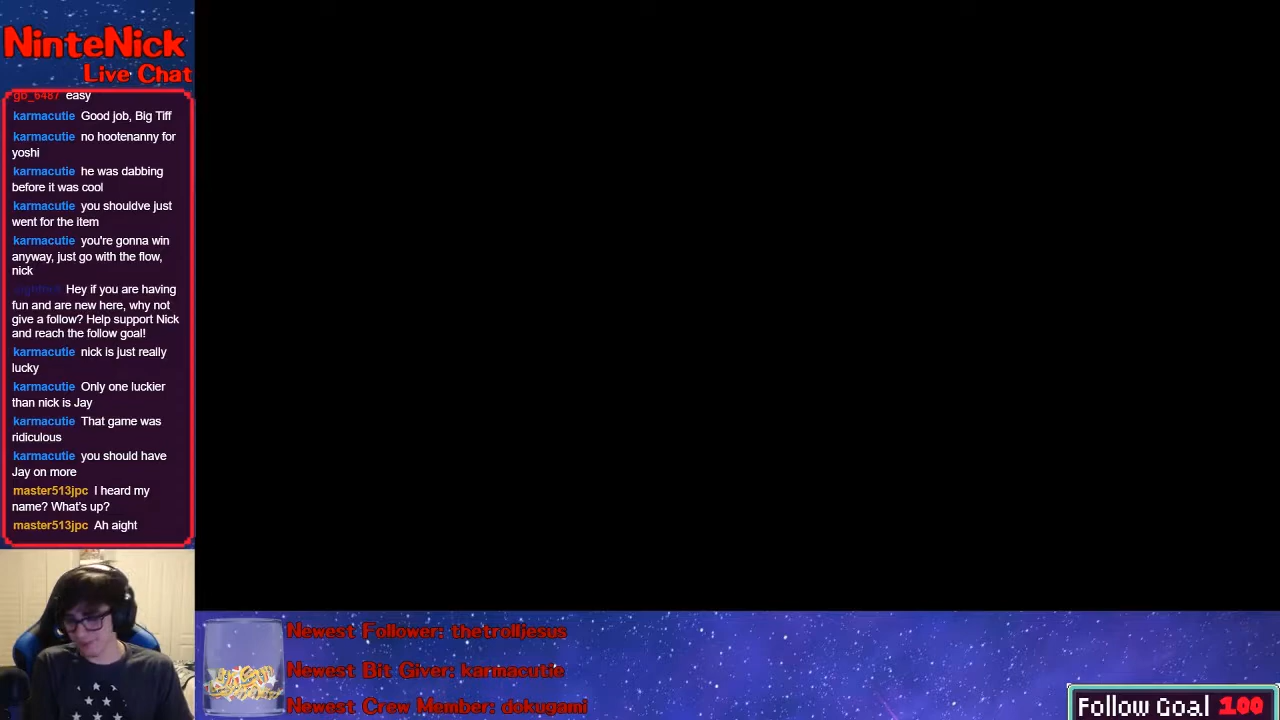 NinteNick
Live Chat
gb_6487 easy
karmacutie Good job, Big Tiff
karmacutie no hootenanny for
yoshi
karmacutie he was dabbing
before it was cool
karmacutie you shouldve just
went for the item
karmacutie you're gonna win
anyway, just go with the flow,
nick
Hey if you are having
fun and are new here, why not
give a follow? Help support Nick
and reach the follow goal!
karmacutie nick is just really
lucky
karmacutie Only one luckier
than nick is Jay
karmacutie That game was
ridiculous
karmacutie you should have
Jay on more
master513jpc I heard my
name? What's up?
master513jpc Ah aight
Newest Follower: thetrolljesus
Newest Bit Giver: karmacutie
Newest Crew Member: dokugami
Follow Goal 100